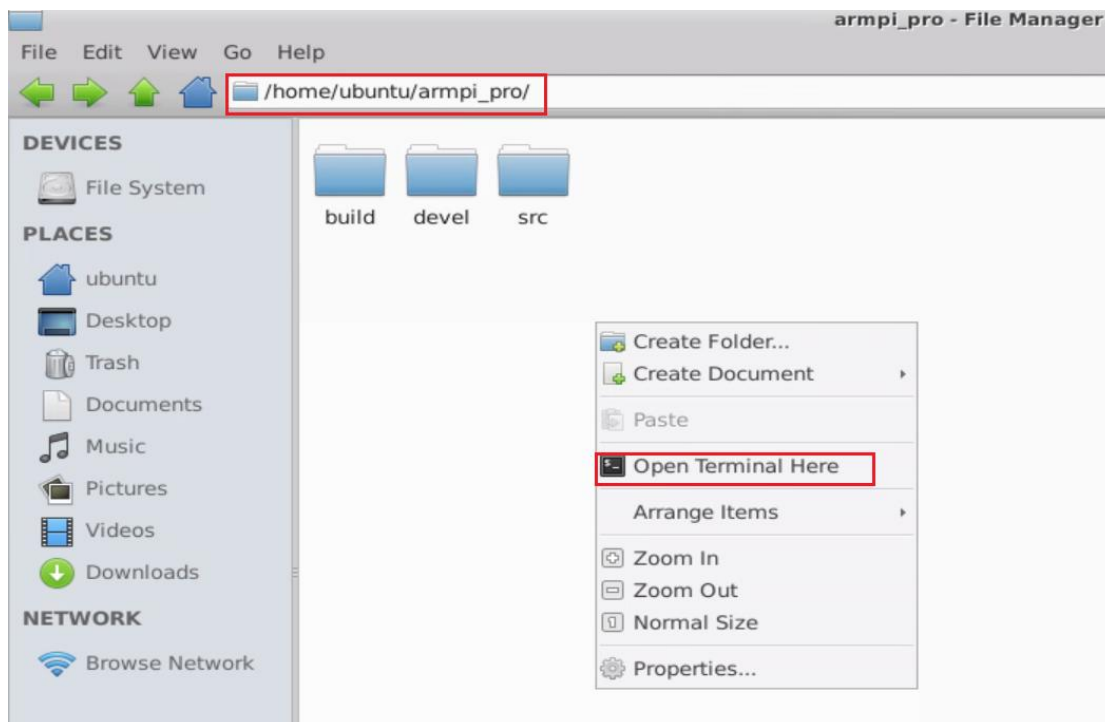 armpi_pro - File Manager
File Edit View Go Help
/home/ubuntu/armpi_pro/
DEVICES
File System
PLACES
ubuntu
Desktop
Trash
Documents
Music
Pictures
Videos
Downloads
NETWORK
Browse Network
build devel src
Create Folder...
Create Document
Paste
Open Terminal Here
Arrange Items
Zoom In
Zoom Out
Normal Size
Properties...